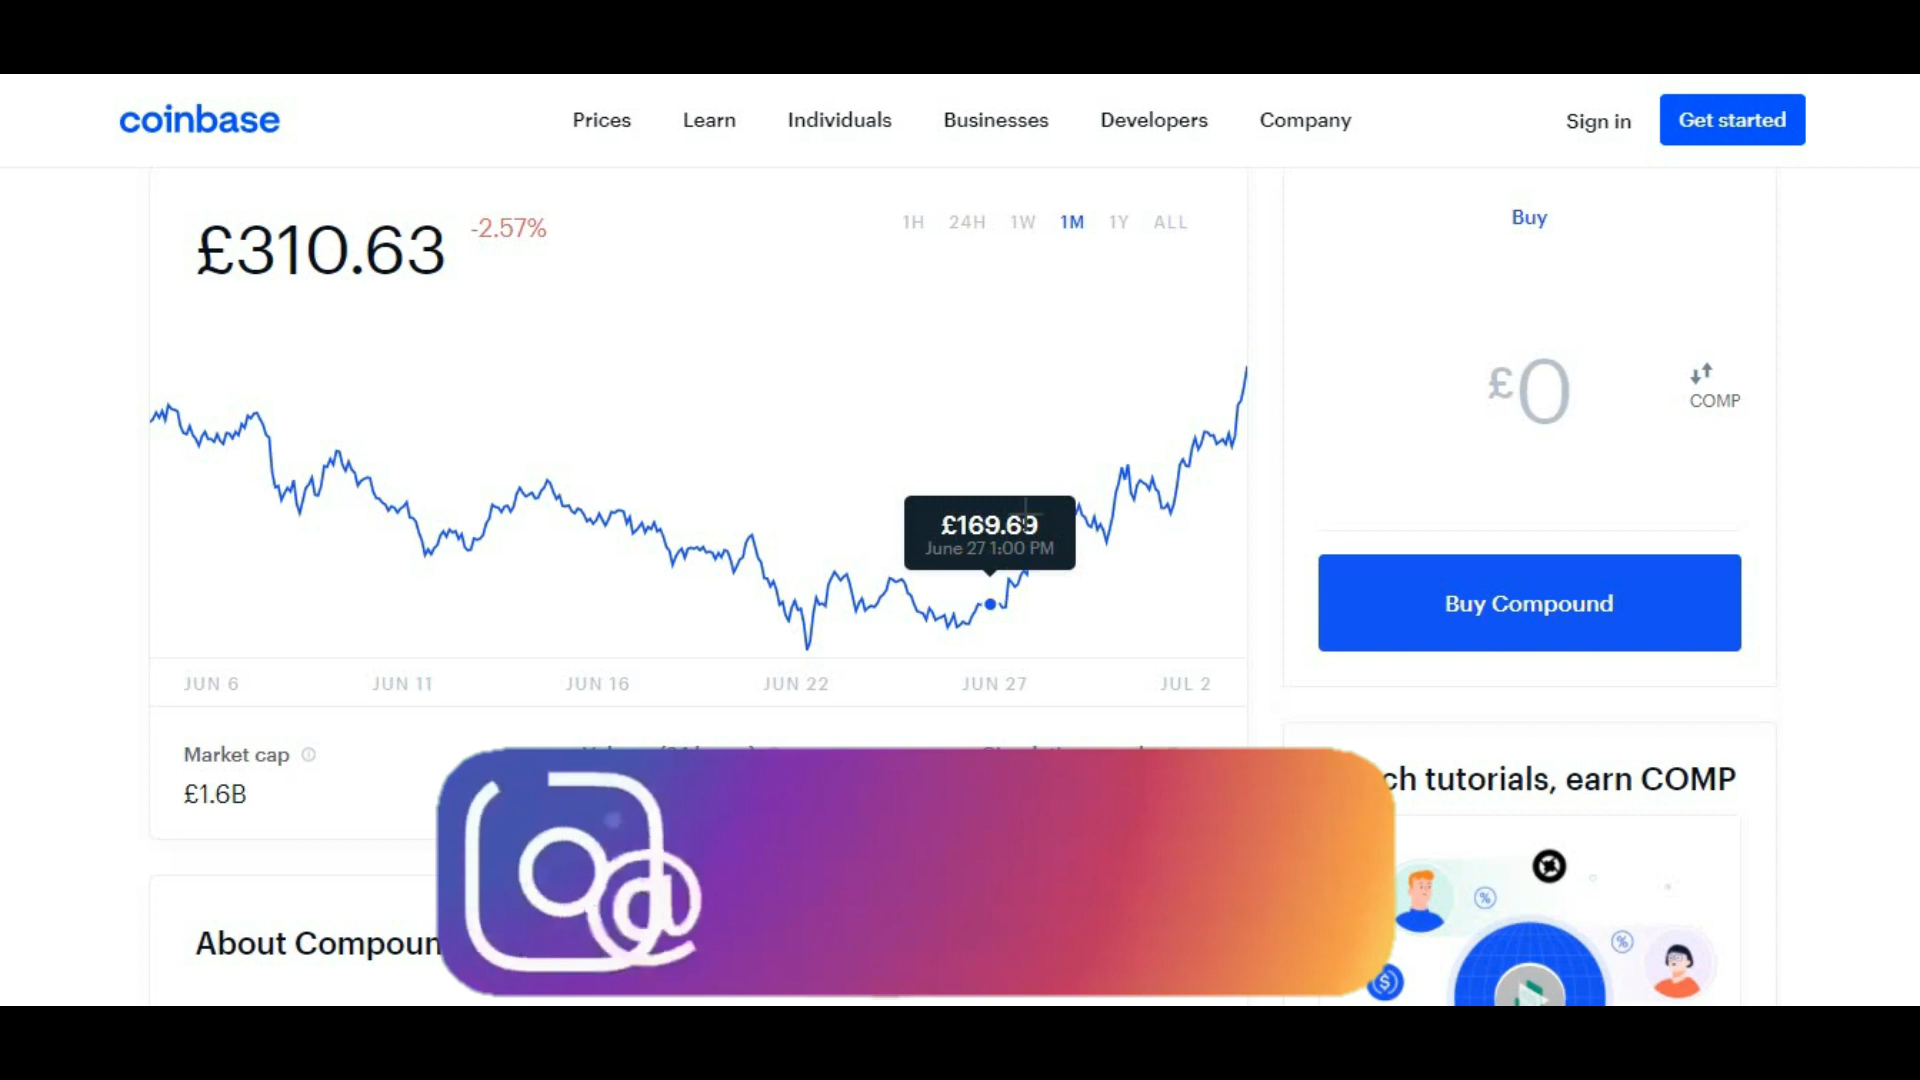 coinbase
Prices Learn Individuals Businesses Developers Company
Sign in Get started
£310.63 -2.57%
1H 24H 1W 1M 1Y ALL
Buy
£0
COMP
£169.69
June 27 1:00 PM
Buy Compound
JUN 6 JUN 11 JUN 16 JUN 22 JUN 27 JUL 2
Market cap
£1.6B
ch tutorials, earn COMP
About Compoun